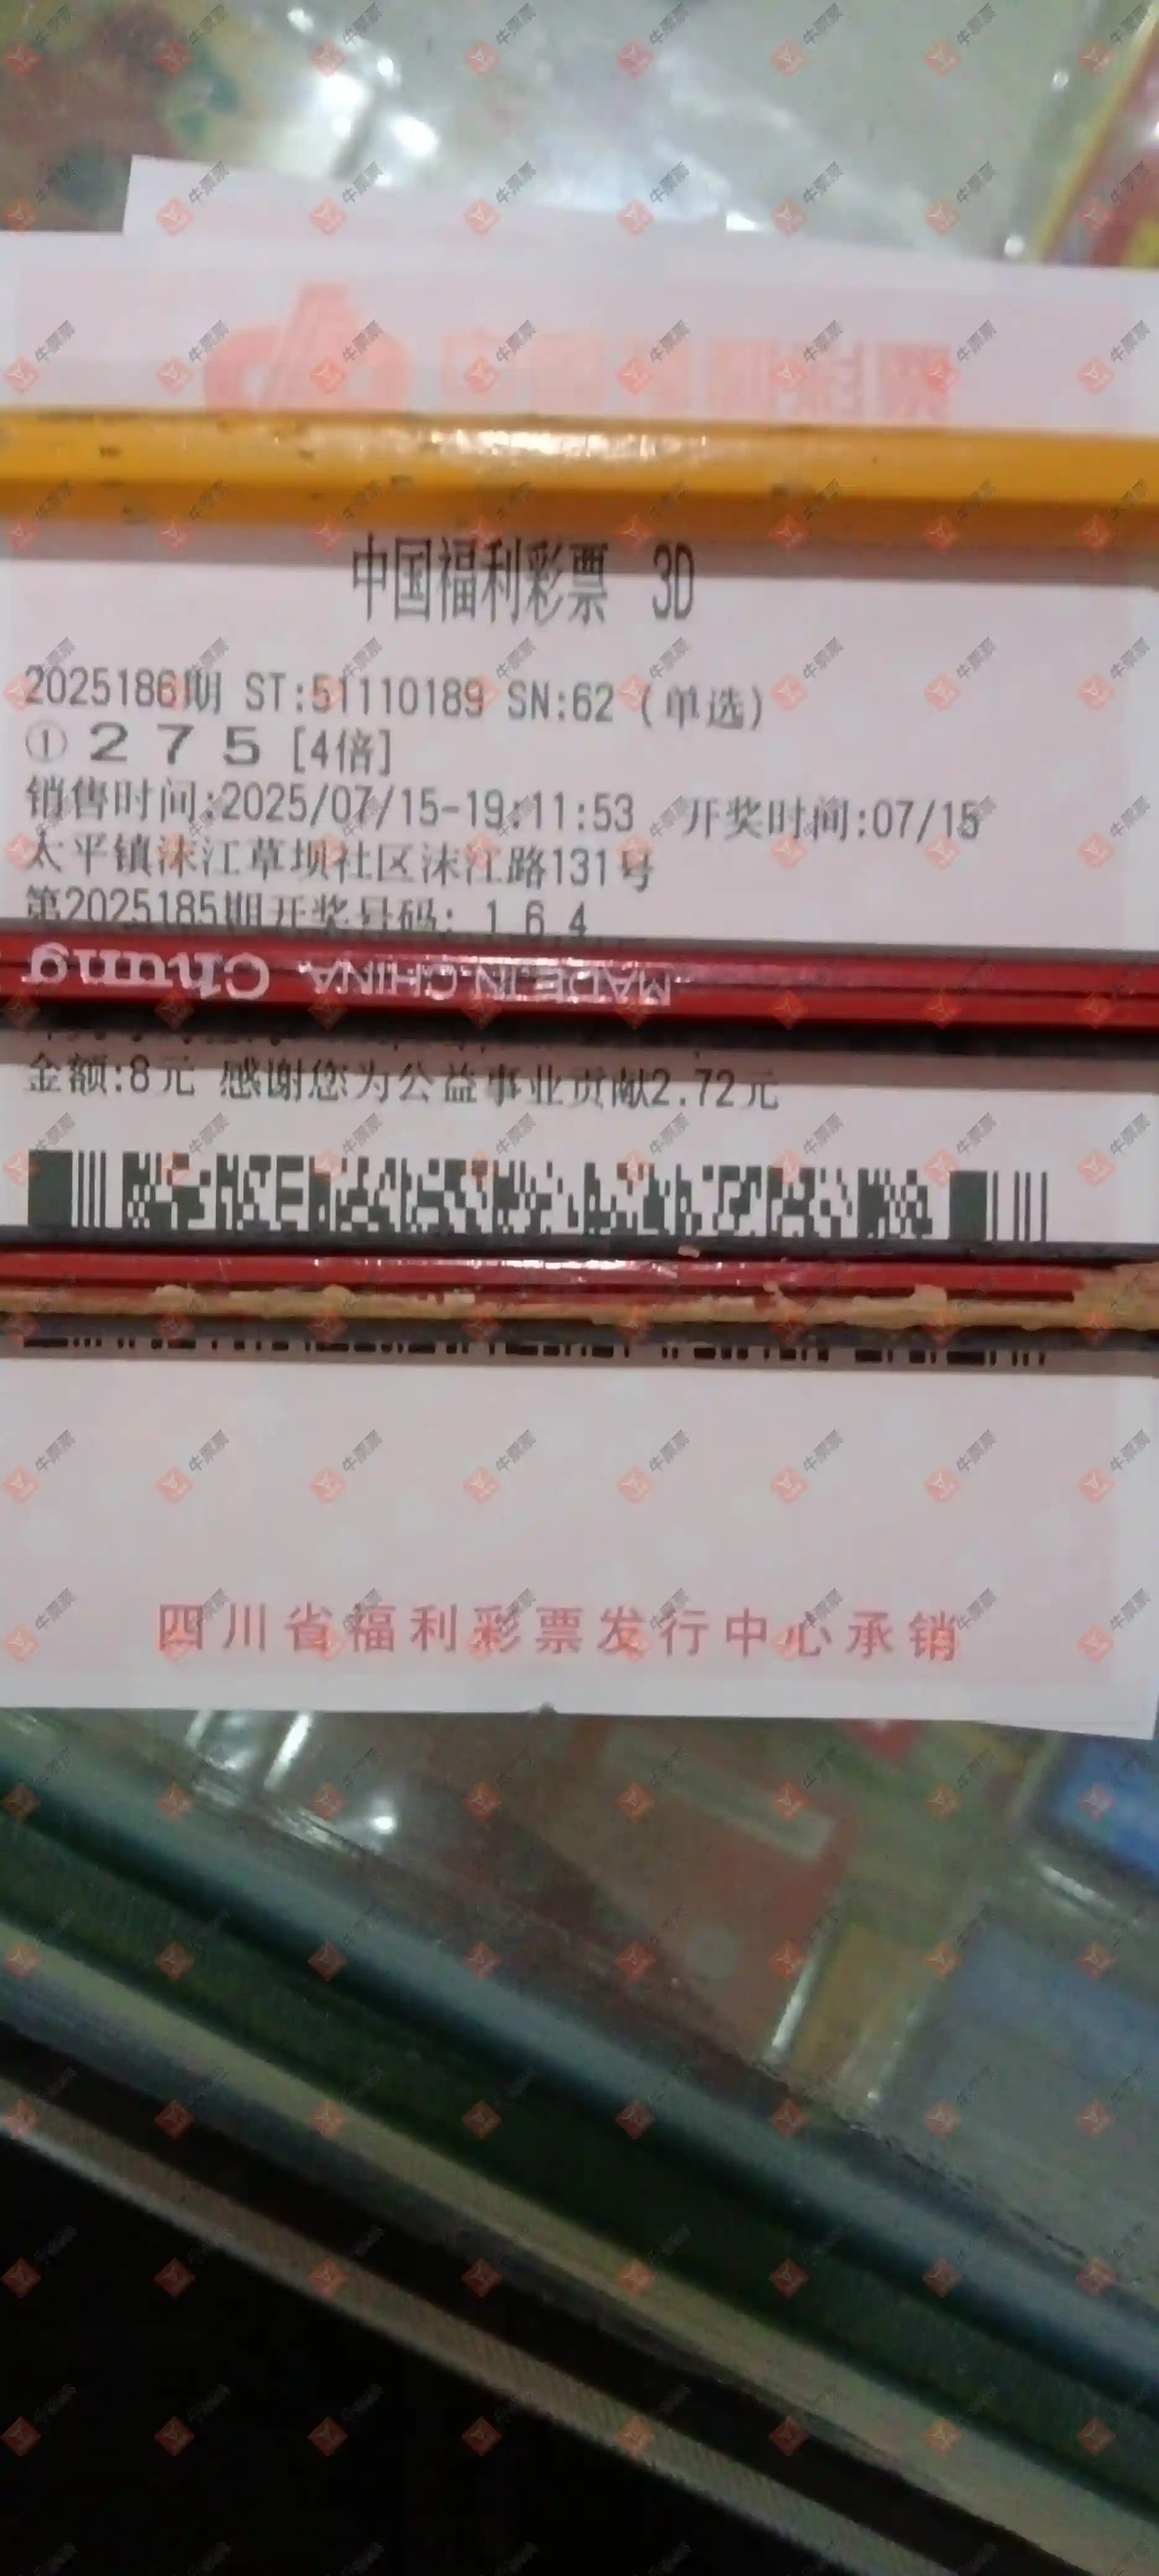 中国福利彩票
中国福利彩票 3D
2025186期 ST:51110189 SN:62 (单选)
① 2 7 5 [4倍]
销售时间:2025/07/15-19:11:53 开奖时间:07/15
太平镇沫江草坝社区沫江路131号
第2025185期开奖号码: 1 6 4
Chung
MADE IN CHINA
金额:8元 感谢您为公益事业贡献2.72元
四川省福利彩票发行中心承销
牛票票